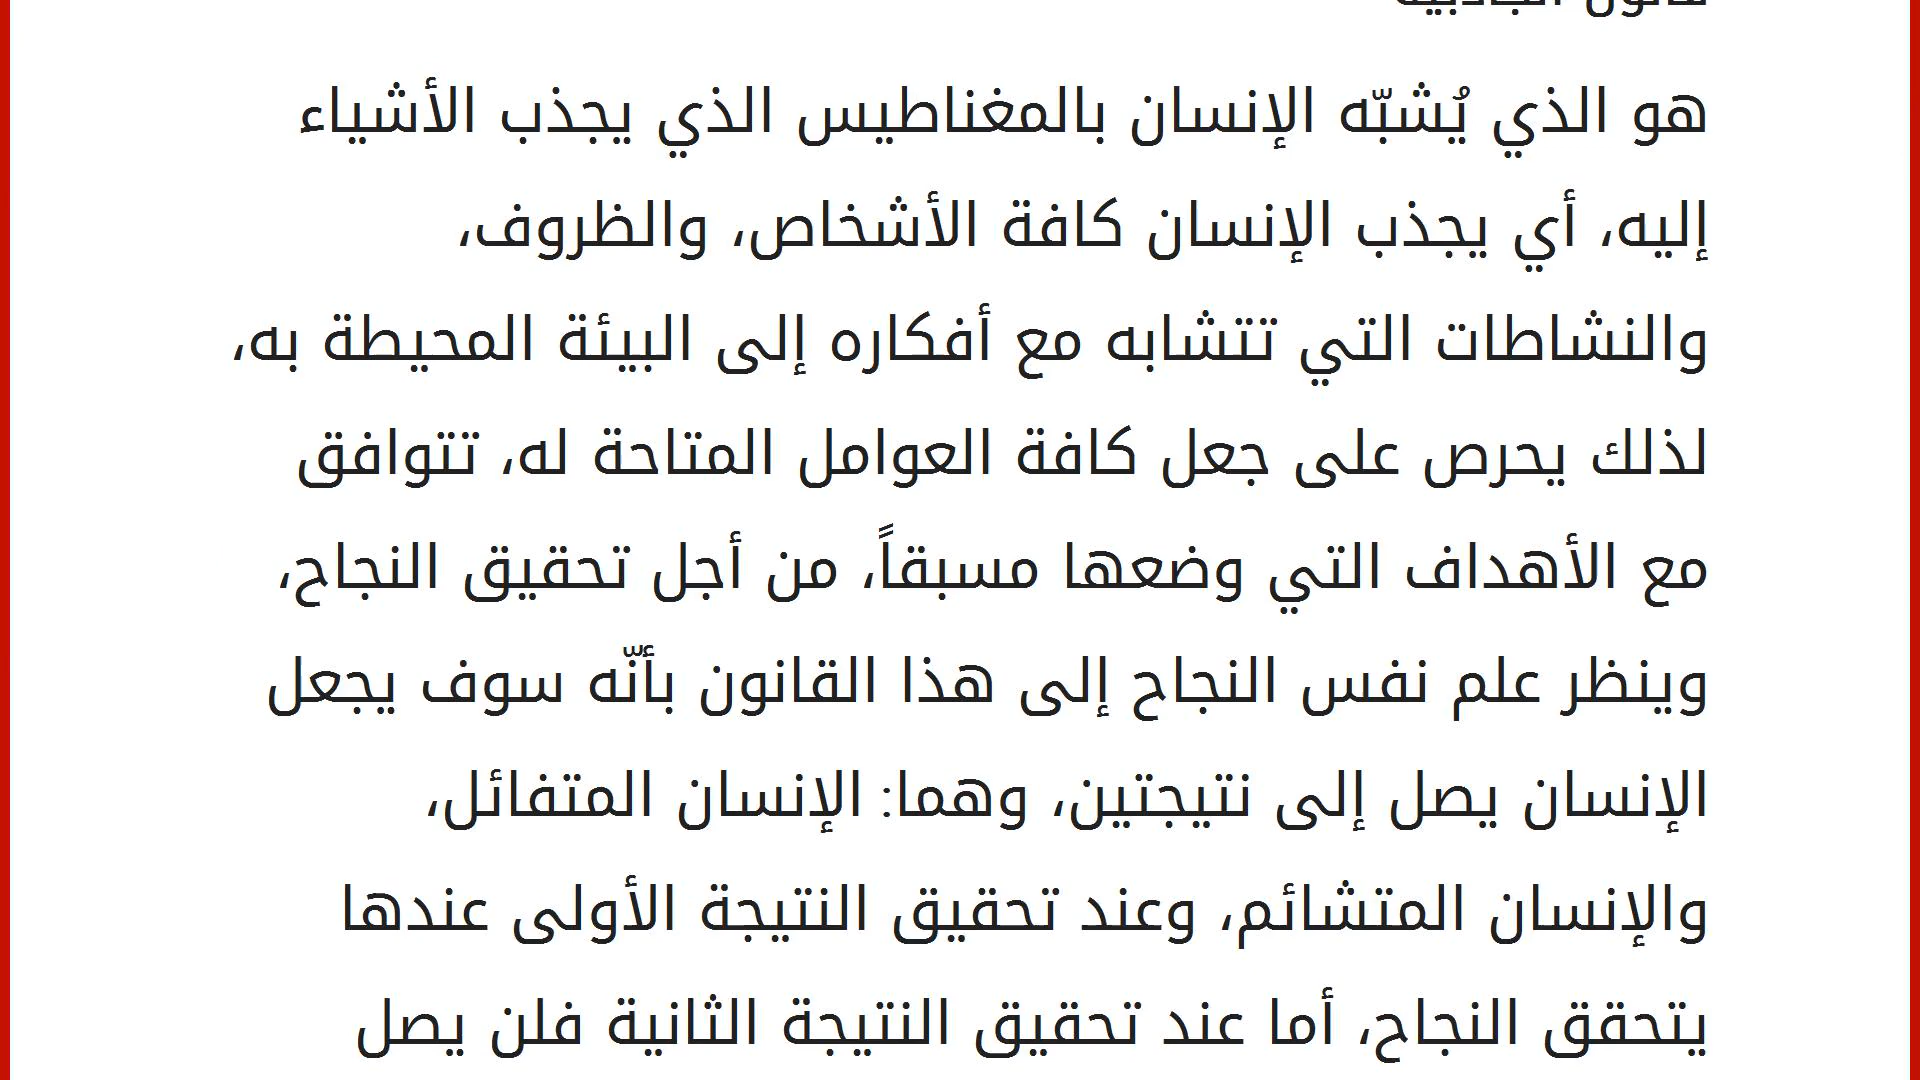 قانون الجاذبية
هو الذي يُشبّه الإنسان بالمغناطيس الذي يجذب الأشياء
إليه، أي يجذب الإنسان كافة الأشخاص، والظروف،
والنشاطات التي تتشابه مع أفكاره إلى البيئة المحيطة به،
لذلك يحرص على جعل كافة العوامل المتاحة له، تتوافق
مع الأهداف التي وضعها مسبقاً، من أجل تحقيق النجاح،
وينظر علم نفس النجاح إلى هذا القانون بأنّه سوف يجعل
الإنسان يصل إلى نتيجتين، وهما: الإنسان المتفائل،
والإنسان المتشائم، وعند تحقيق النتيجة الأولى عندها
يتحقق النجاح، أما عند تحقيق النتيجة الثانية فلن يصل